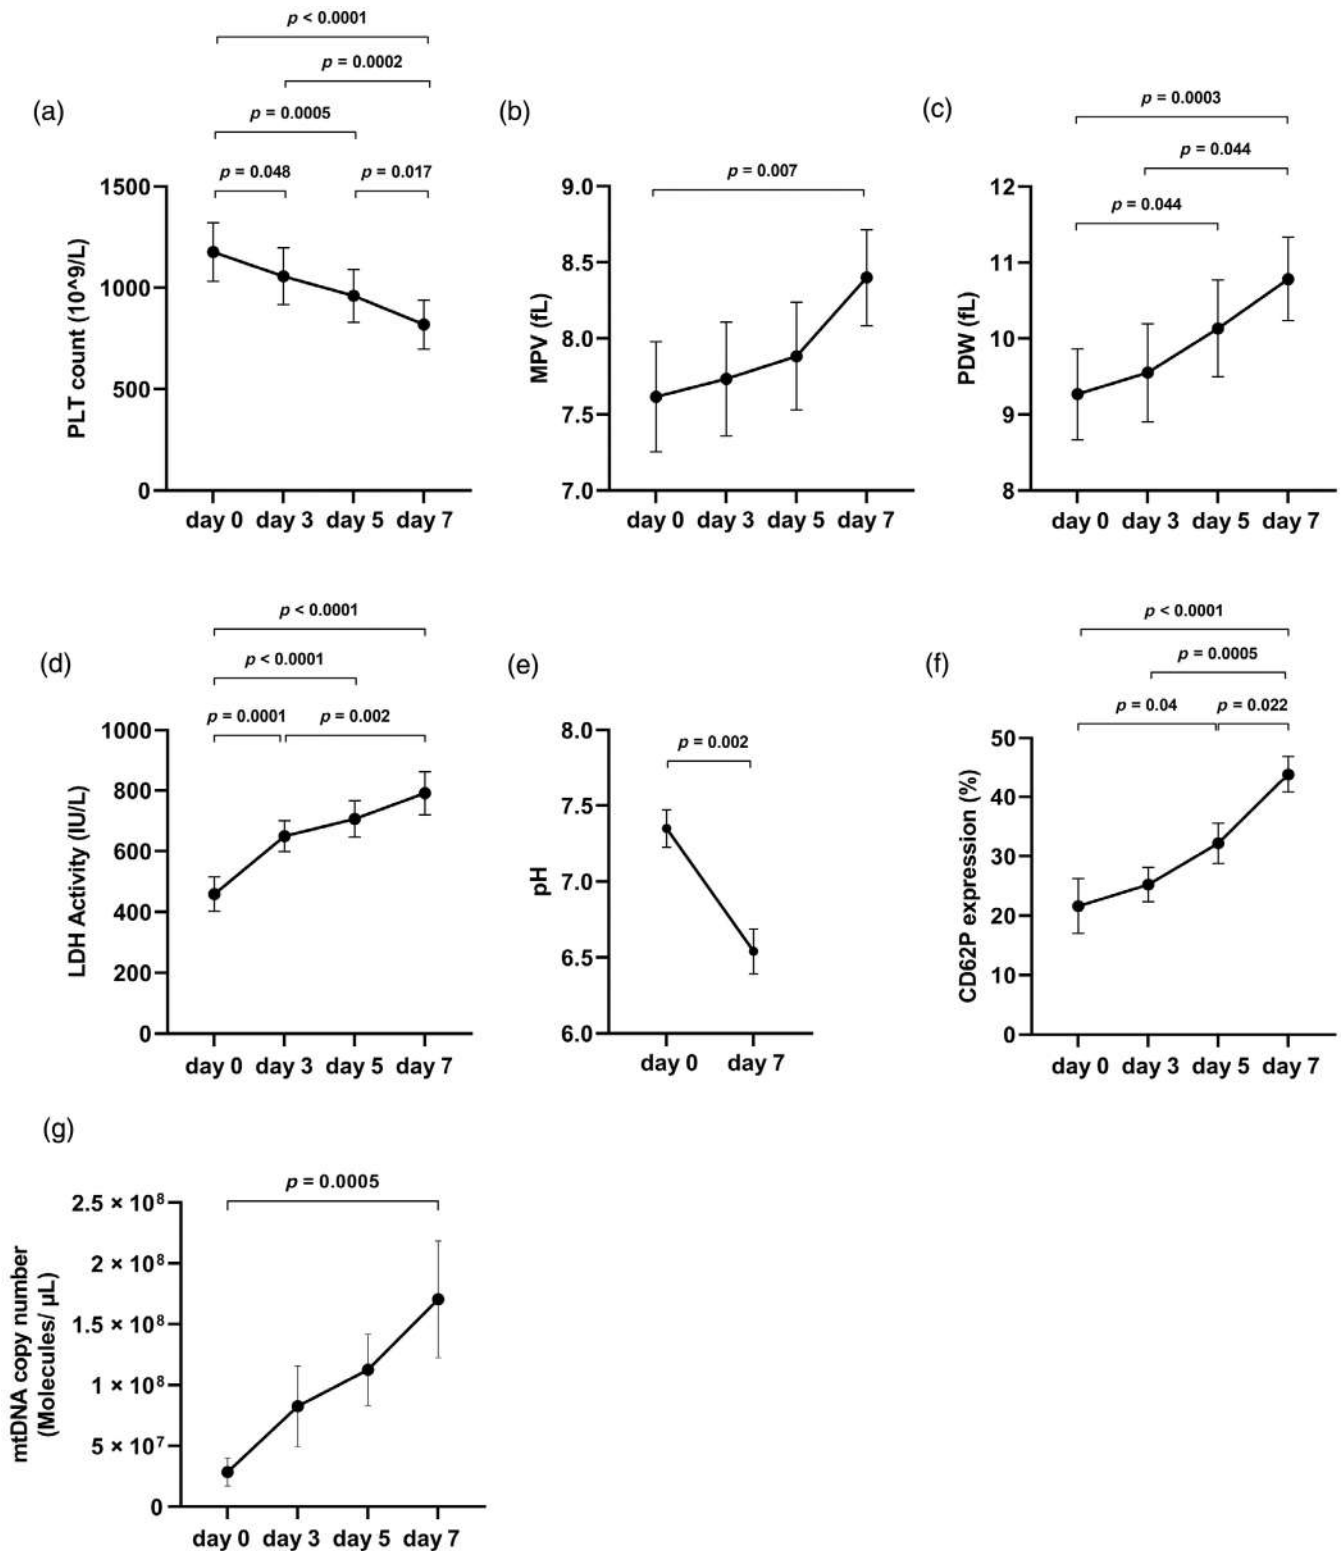 p < 0.0001
p = 0.0002
(a)
p = 0.0005
p = 0.048
p = 0.017
1500
1000
500
0
PLT count (10^9/L)
day 0 day 3 day 5 day 7
(b)
p = 0.007
9.0
8.5
8.0
7.5
7.0
MPV (fL)
day 0 day 3 day 5 day 7
(c)
p = 0.0003
p = 0.044
p = 0.044
12
11
10
9
8
PDW (fL)
day 0 day 3 day 5 day 7
(d)
p < 0.0001
p < 0.0001
p = 0.0001
p = 0.002
1000
800
600
400
200
0
LDH Activity (IU/L)
day 0 day 3 day 5 day 7
(e)
p = 0.002
8.0
7.5
7.0
6.5
6.0
pH
day 0 day 7
(f)
p < 0.0001
p = 0.0005
p = 0.04
p = 0.022
50
40
30
20
10
0
CD62P expression (%)
day 0 day 3 day 5 day 7
(g)
p = 0.0005
2.5 × 10⁸
2 × 10⁸
1.5 × 10⁸
1 × 10⁸
5 × 10⁷
0
mtDNA copy number
(Molecules/ µL)
day 0 day 3 day 5 day 7